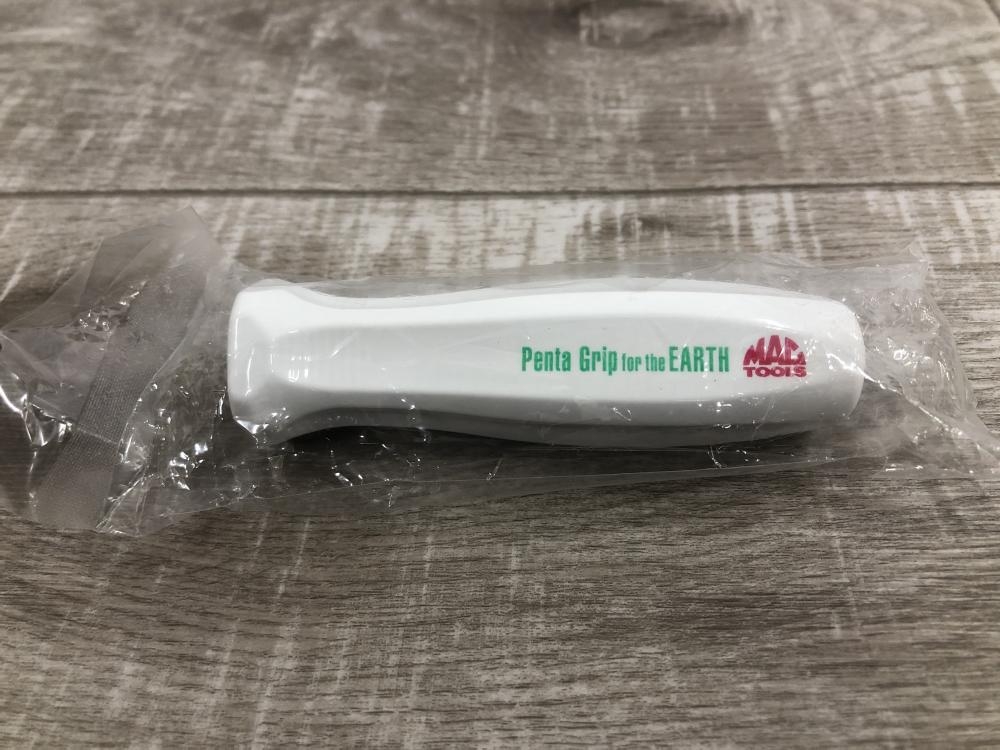 Penta Grip for the EARTH
MAC
TOOLS